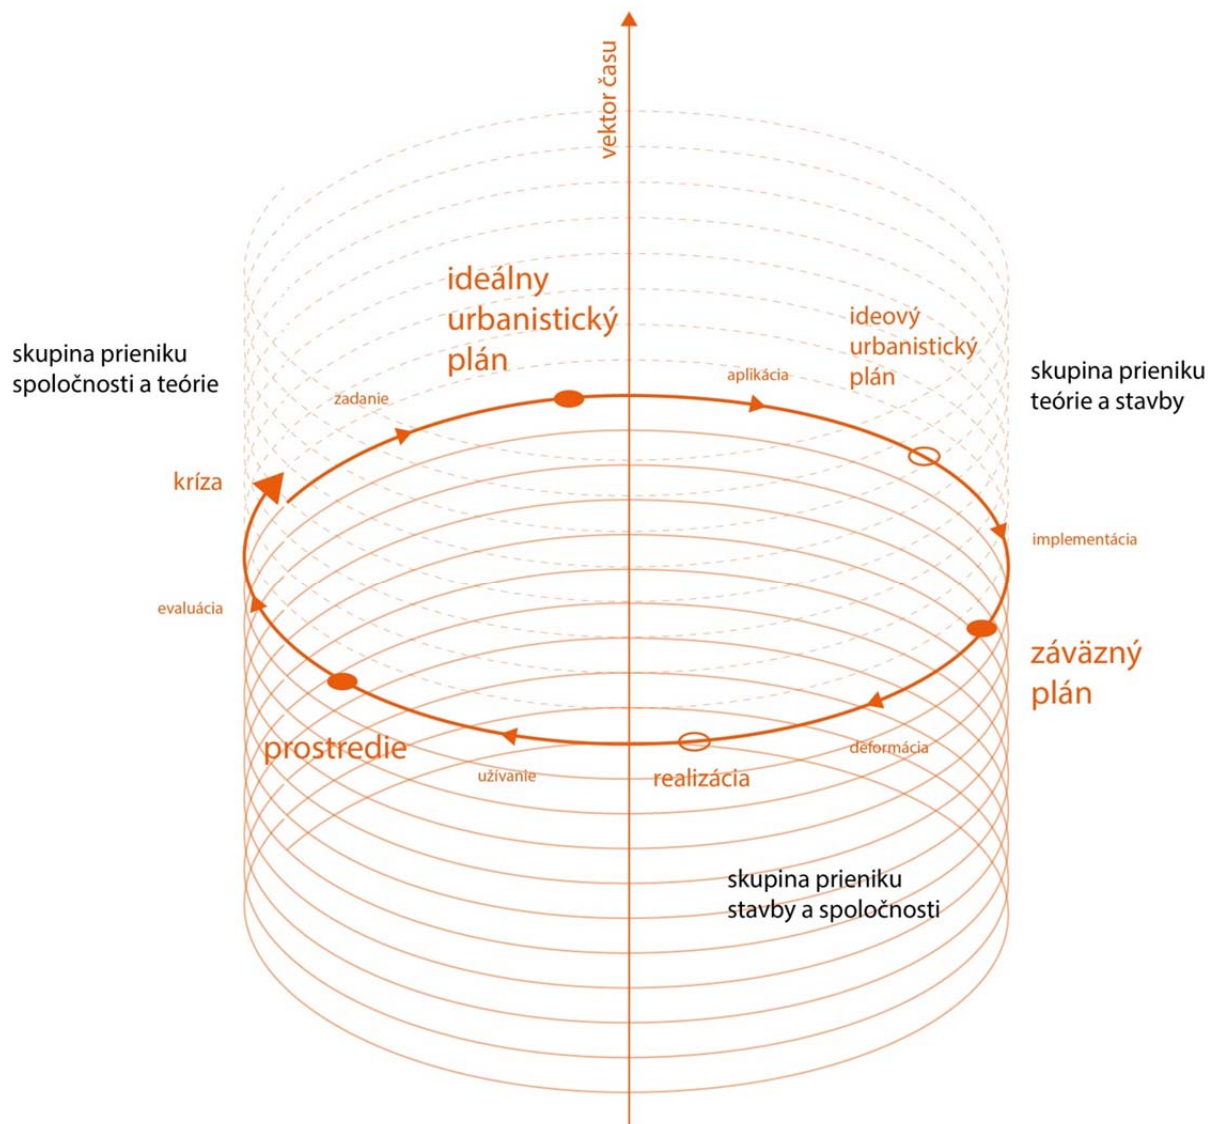 vektor času
ideálny
urbanistický
plán
ideový
urbanistický
plán
skupina prieniku
spoločnosti a teórie
zadanie
aplikácia
skupina prieniku
teórie a stavby
kríza
implementácia
evaluácia
záväzný
plán
prostredie
užívanie
realizácia
deformácia
skupina prieniku
stavby a spoločnosti